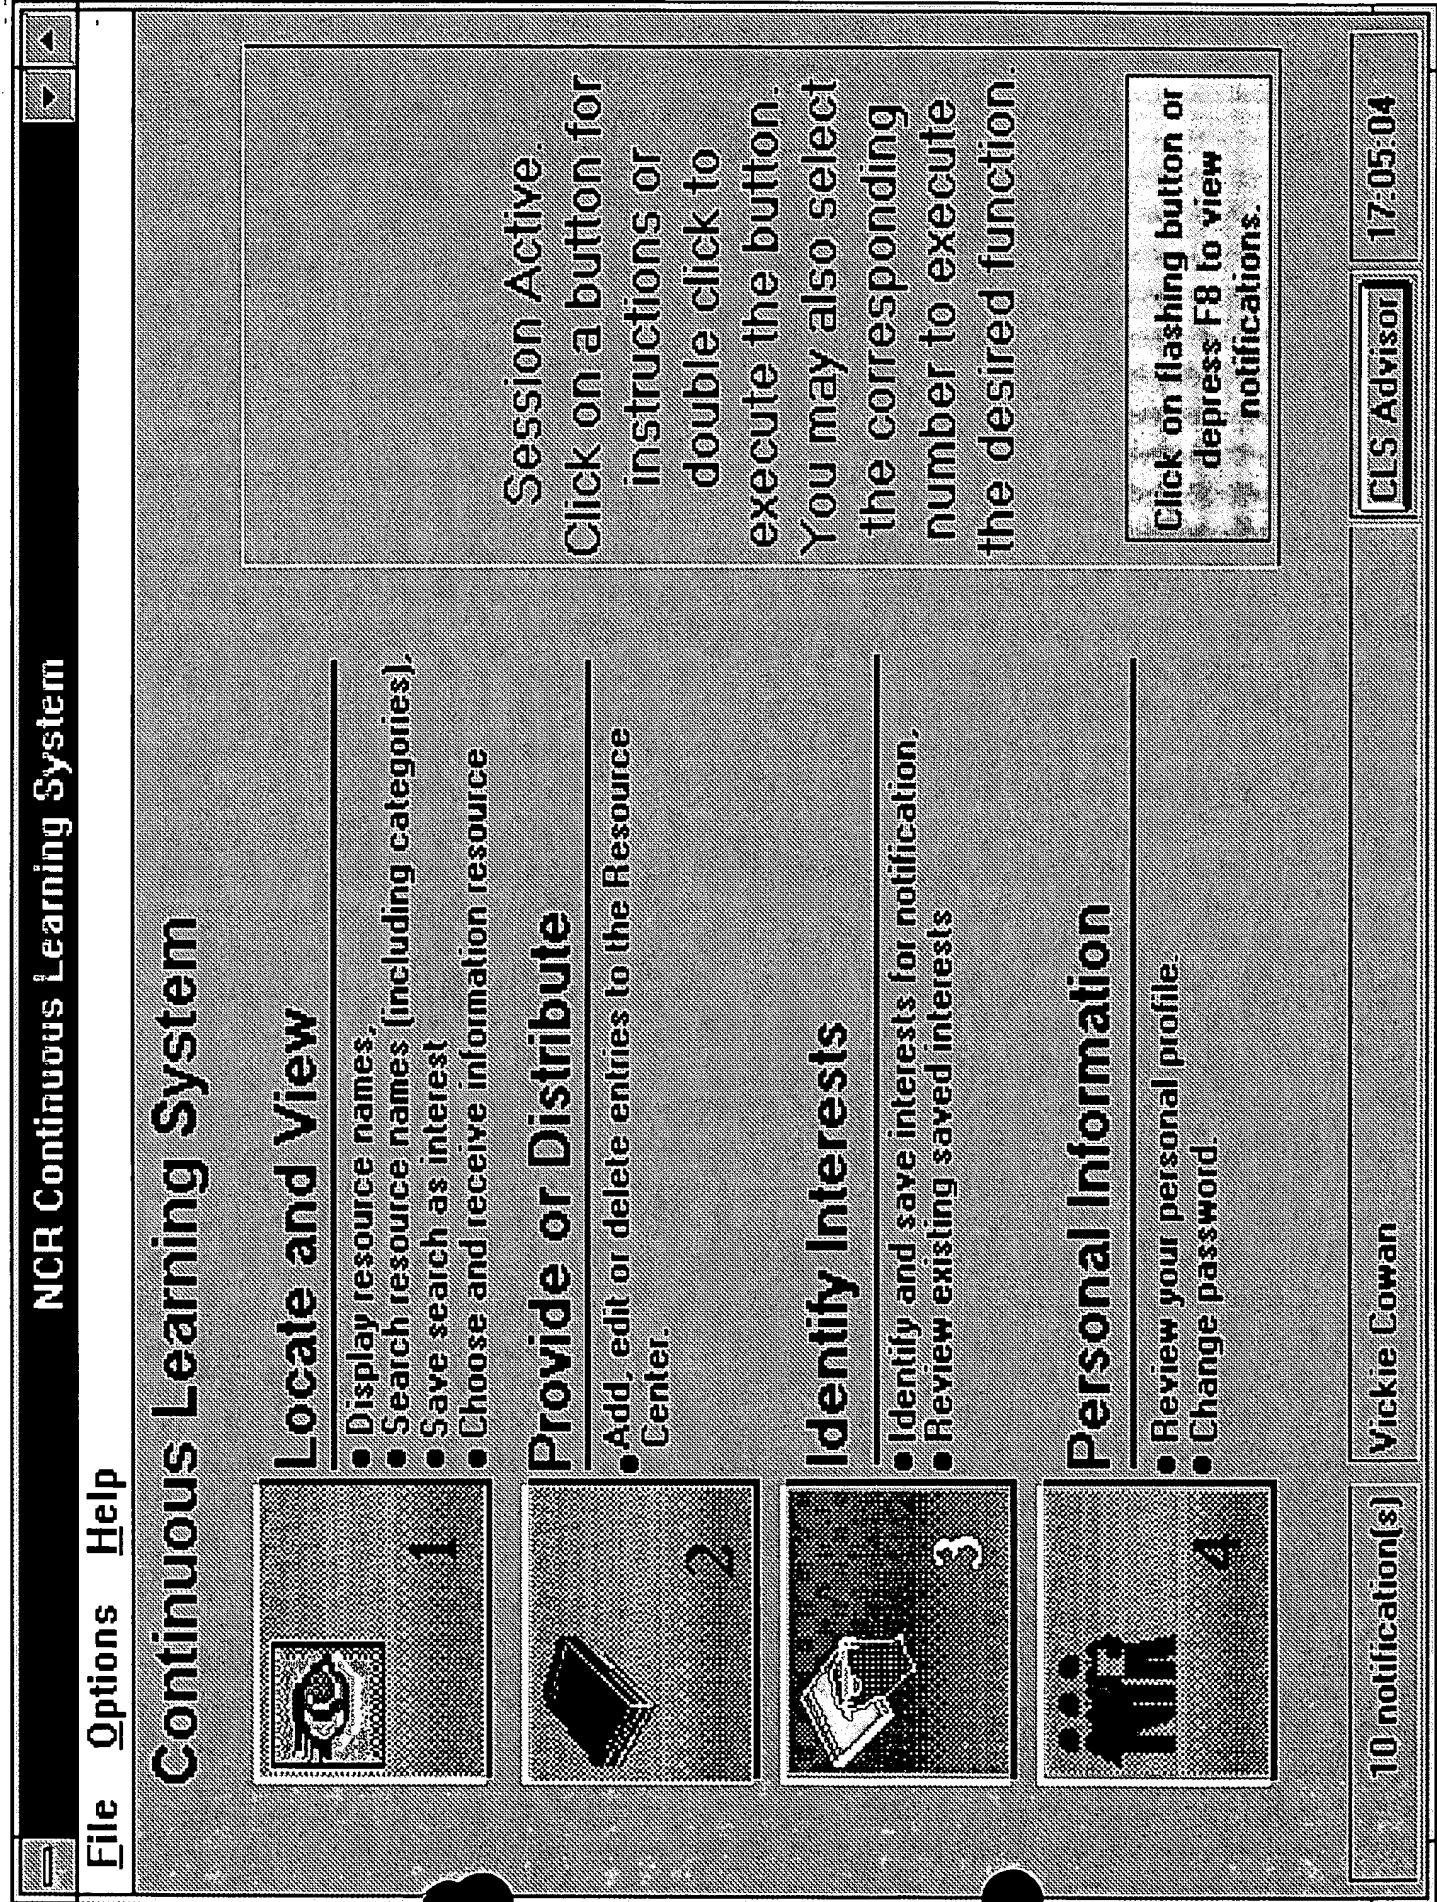 NCR Continuous Learning System
File Options Help
Continuous Learning System
1
Locate and View
● Display resource names.
● Search resource names (including categories).
● Save search as interest
● Choose and receive information resource
2
Provide or Distribute
● Add, edit or delete entries to the Resource
Center.
3
Identify Interests
● Identify and save interests for notification.
● Review existing saved interests
4
Personal Information
● Review your personal profile.
● Change password.
Session Active.
Click on a button for
instructions or
double click to
execute the button.
You may also select
the corresponding
number to execute
the desired function.
Click on flashing button or
depress F8 to view
notifications.
10 notification(s) Vickie Cowan CLS Advisor 17:05:04